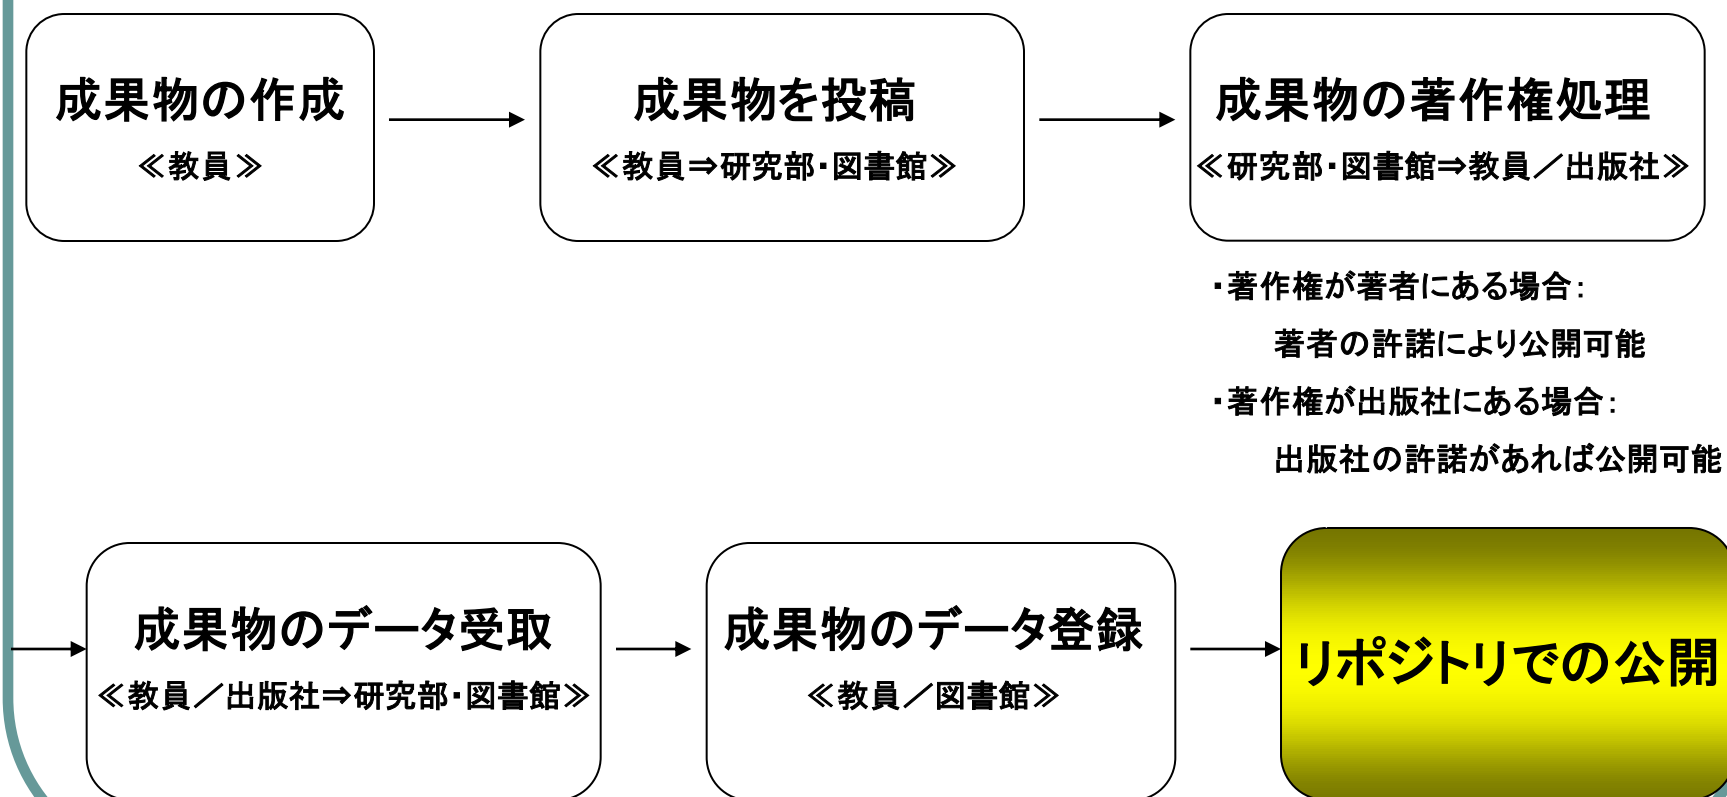 成果物の作成
≪教員≫
成果物を投稿
≪教員⇒研究部・図書館≫
成果物の著作権処理
≪研究部・図書館⇒教員／出版社≫
・著作権が著者にある場合：
著者の許諾により公開可能
・著作権が出版社にある場合：
出版社の許諾があれば公開可能
成果物のデータ受取
≪教員／出版社⇒研究部・図書館≫
成果物のデータ登録
≪教員／図書館≫
リポジトリでの公開